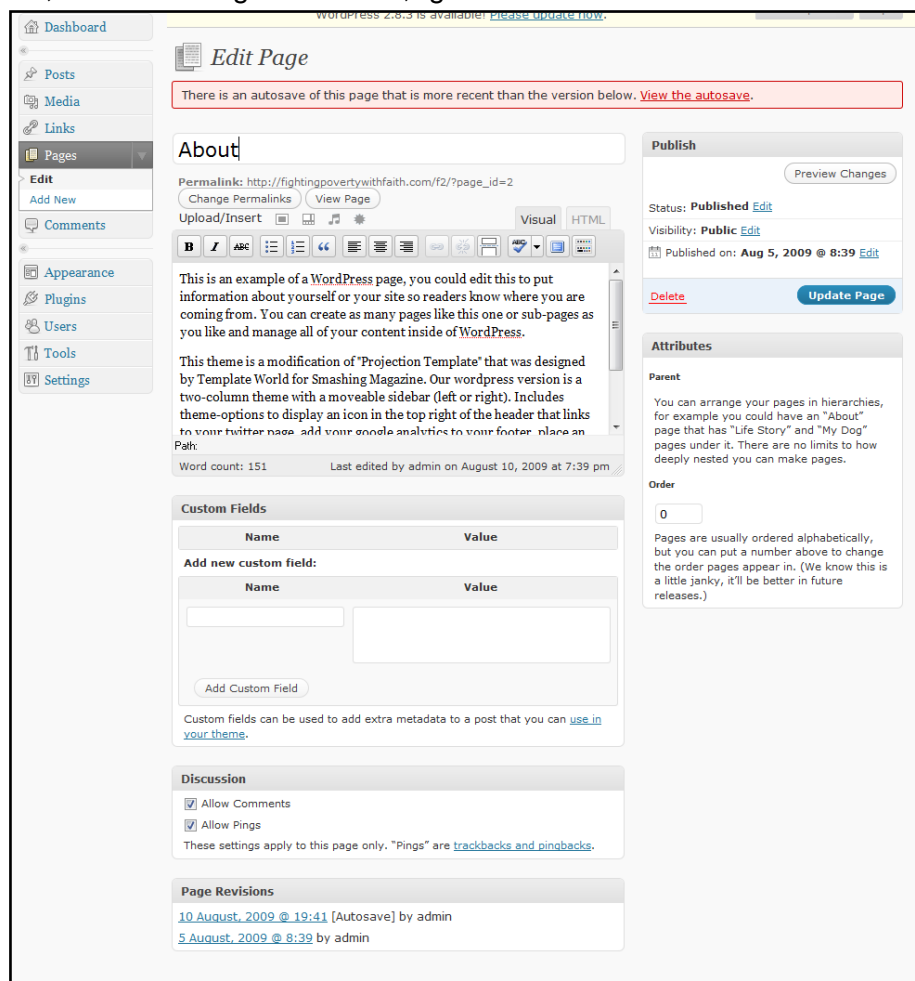 WordPress 2.8.3 is available! Please update now.
Dashboard
Posts
Media
Links
Pages
Edit
Add New
Comments
Appearance
Plugins
Users
Tools
Settings
Edit Page
There is an autosave of this page that is more recent than the version below. View the autosave.
About
Permalink: http://fightingpovertywithfaith.com/f2/?page_id=2
Change Permalinks View Page
Upload/Insert Visual HTML
B I ABC ABC
This is an example of a WordPress page, you could edit this to put
information about yourself or your site so readers know where you are
coming from. You can create as many pages like this one or sub-pages as
you like and manage all of your content inside of WordPress.
This theme is a modification of "Projection Template" that was designed
by Template World for Smashing Magazine. Our wordpress version is a
two-column theme with a moveable sidebar (left or right). Includes
theme-options to display an icon in the top right of the header that links
to your twitter page, add your google analytics to your footer, place an
Path:
Word count: 151 Last edited by admin on August 10, 2009 at 7:39 pm
Custom Fields
Name Value
Add new custom field:
Name Value
Add Custom Field
Custom fields can be used to add extra metadata to a post that you can use in
your theme.
Discussion
Allow Comments
Allow Pings
These settings apply to this page only. “Pings” are trackbacks and pingbacks.
Page Revisions
10 August, 2009 @ 19:41 [Autosave] by admin
5 August, 2009 @ 8:39 by admin
Publish
Preview Changes
Status: Published Edit
Visibility: Public Edit
Published on: Aug 5, 2009 @ 8:39 Edit
Delete Update Page
Attributes
Parent
You can arrange your pages in hierarchies,
for example you could have an “About”
page that has “Life Story” and “My Dog”
pages under it. There are no limits to how
deeply nested you can make pages.
Order
0
Pages are usually ordered alphabetically,
but you can put a number above to change
the order pages appear in. (We know this is
a little janky, it’ll be better in future
releases.)